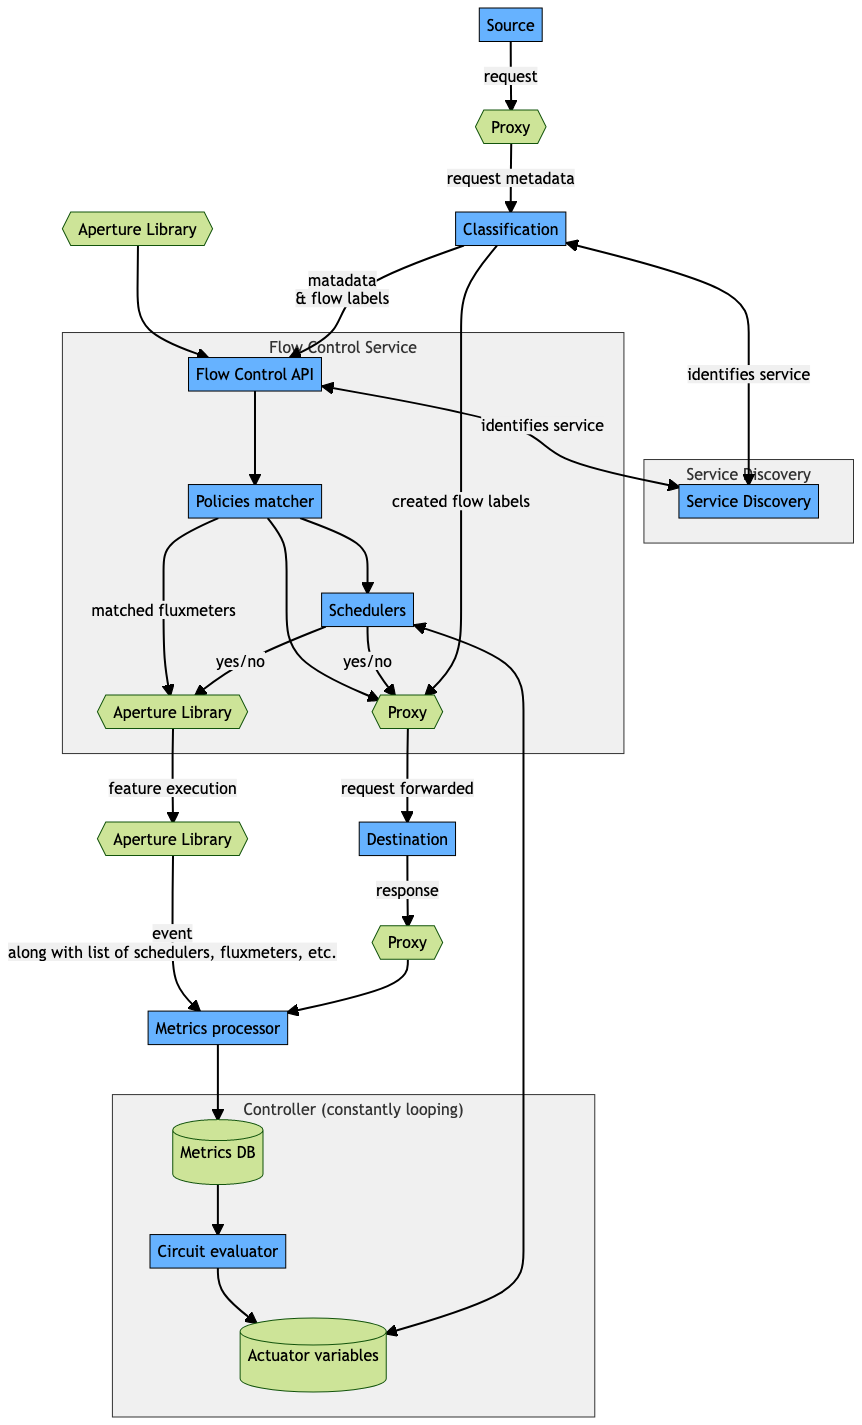 Source
request
Proxy
request metadata
Aperture Library
Classification
matadata
& flow labels
Flow Control Service
Flow Control API
identifies service
identifies service
Service Discovery
Policies matcher
created flow labels
Service Discovery
matched fluxmeters
Schedulers
yes/no
yes/no
Aperture Library
Proxy
feature execution
request forwarded
Aperture Library
Destination
response
event
along with list of schedulers, fluxmeters, etc.
Proxy
Metrics processor
Controller (constantly looping)
Metrics DB
Circuit evaluator
Actuator variables